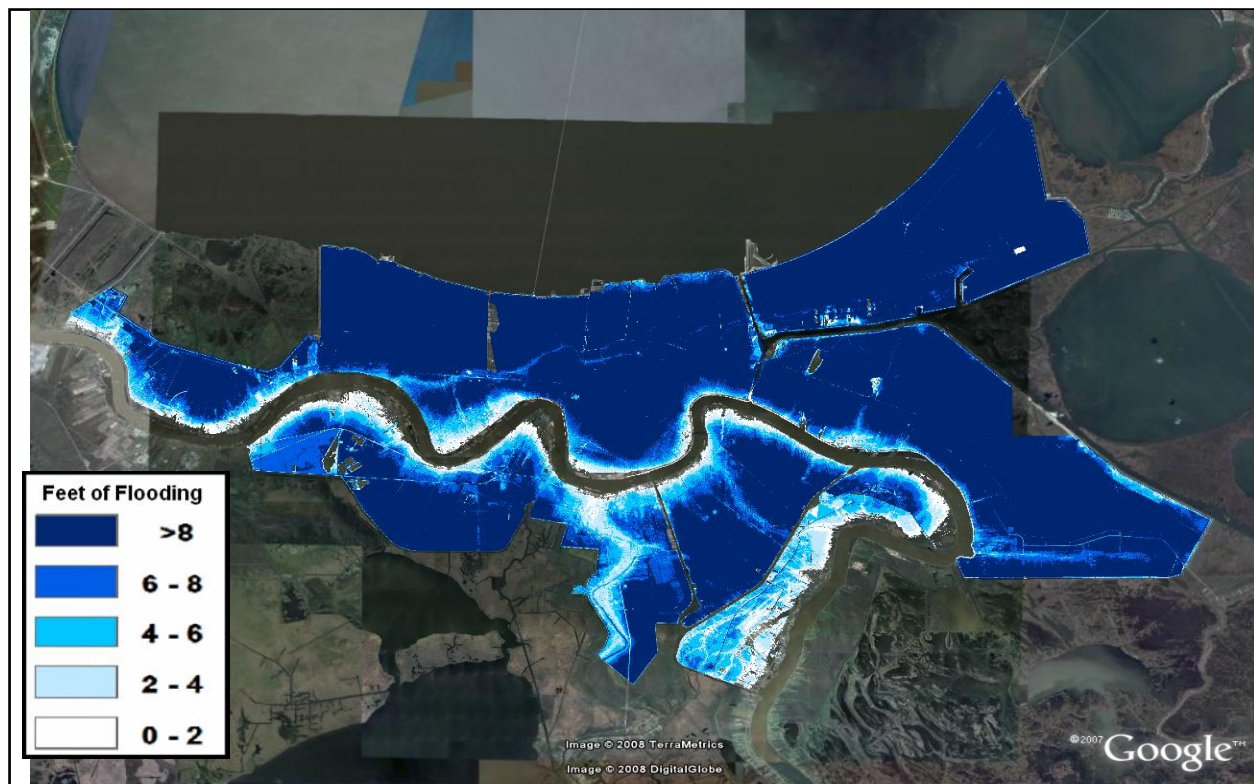 Feet of Flooding
>8
6 - 8
4 - 6
2 - 4
0 - 2
Image © 2008 TerraMetrics
Image © 2008 DigitalGlobe
©2007 Google™